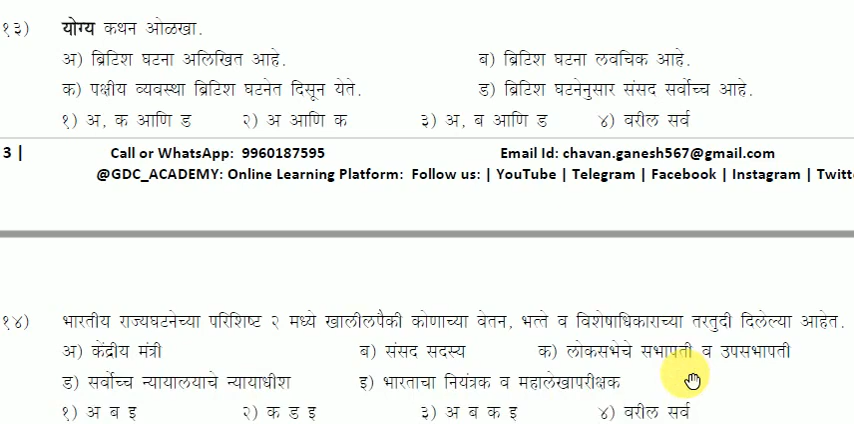 १३) योग्य कथन ओळखा.
अ) ब्रिटिश घटना अलिखित आहे. ब) ब्रिटिश घटना लवचिक आहे.
क) पक्षीय व्यवस्था ब्रिटिश घटनेत दिसून येते. ड) ब्रिटिश घटनेनुसार संसद सर्वोच्च आहे.
१) अ, क आणि ड २) अ आणि क ३) अ, ब आणि ड ४) वरील सर्व
3 | Call or WhatsApp: 9960187595 Email Id: chavan.ganesh567@gmail.com
@GDC_ACADEMY: Online Learning Platform: Follow us: | YouTube | Telegram | Facebook | Instagram | Twitt
१४) भारतीय राज्यघटनेच्या परिशिष्ट २ मध्ये खालीलपैकी कोणाच्या वेतन, भत्ते व विशेषाधिकाराच्या तरतुदी दिलेल्या आहेत.
अ) केंद्रीय मंत्री ब) संसद सदस्य क) लोकसभेचे सभापती व उपसभापती
ड) सर्वोच्च न्यायालयाचे न्यायाधीश इ) भारताचा नियंत्रक व महालेखापरीक्षक
१) अ ब इ २) क ड इ ३) अ ब क इ ४) वरील सर्व